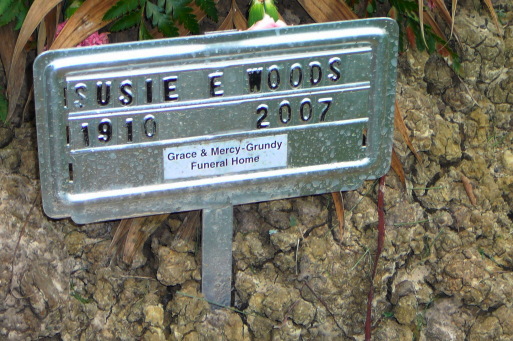 SUSIE E WOODS
1910 2007
Grace & Mercy-Grundy
Funeral Home